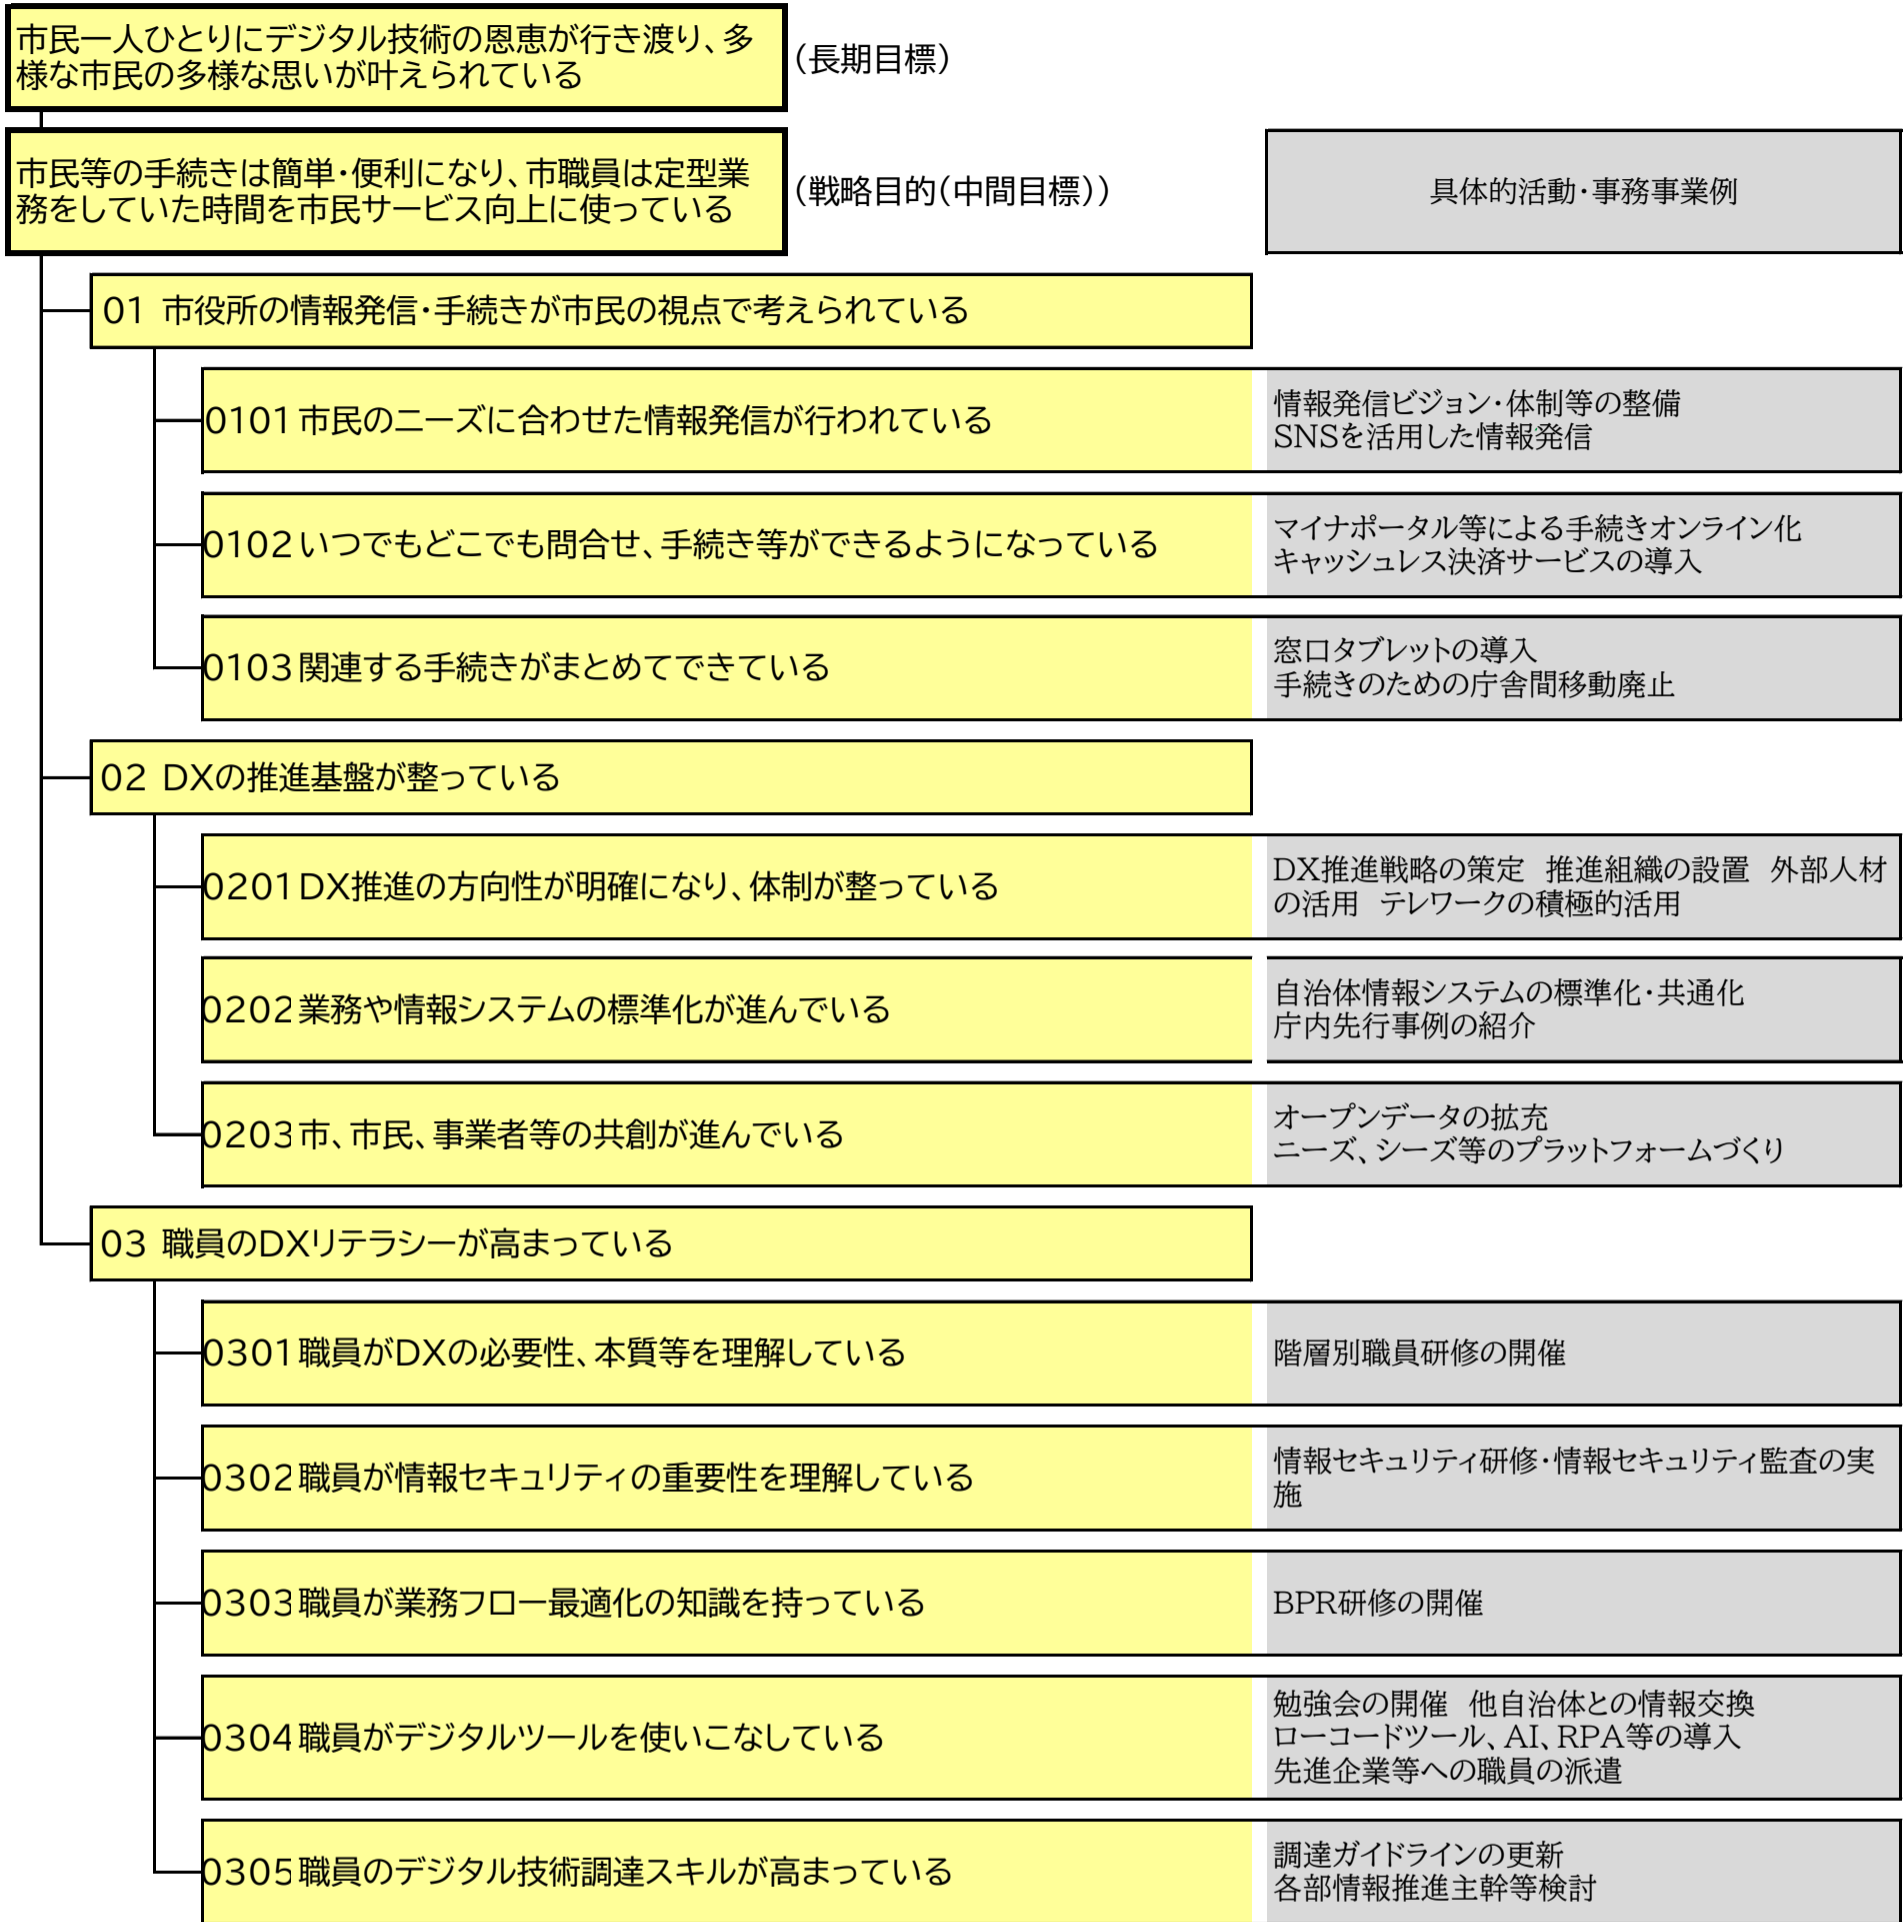 市民一人ひとりにデジタル技術の恩恵が行き渡り、多
様な市民の多様な思いが叶えられている
(長期目標)
市民等の手続きは簡単・便利になり、市職員は定型業
務をしていた時間を市民サービス向上に使っている
(戦略目的(中間目標))
具体的活動・事務事業例
01 市役所の情報発信・手続きが市民の視点で考えられている
0101 市民のニーズに合わせた情報発信が行われている
情報発信ビジョン・体制等の整備
SNSを活用した情報発信
0102 いつでもどこでも問合せ、手続き等ができるようになっている
マイナポータル等による手続きオンライン化
キャッシュレス決済サービスの導入
0103 関連する手続きがまとめてできている
窓口タブレットの導入
手続きのための庁舎間移動廃止
02 DXの推進基盤が整っている
0201 DX推進の方向性が明確になり、体制が整っている
DX推進戦略の策定　推進組織の設置　外部人材
の活用　テレワークの積極的活用
0202 業務や情報システムの標準化が進んでいる
自治体情報システムの標準化・共通化
庁内先行事例の紹介
0203 市、市民、事業者等の共創が進んでいる
オープンデータの拡充
ニーズ、シーズ等のプラットフォームづくり
03 職員のDXリテラシーが高まっている
0301 職員がDXの必要性、本質等を理解している
階層別職員研修の開催
0302 職員が情報セキュリティの重要性を理解している
情報セキュリティ研修・情報セキュリティ監査の実
施
0303 職員が業務フロー最適化の知識を持っている
BPR研修の開催
0304 職員がデジタルツールを使いこなしている
勉強会の開催　他自治体との情報交換
ローコードツール、AI、RPA等の導入
先進企業等への職員の派遣
0305 職員のデジタル技術調達スキルが高まっている
調達ガイドラインの更新
各部情報推進主幹等検討